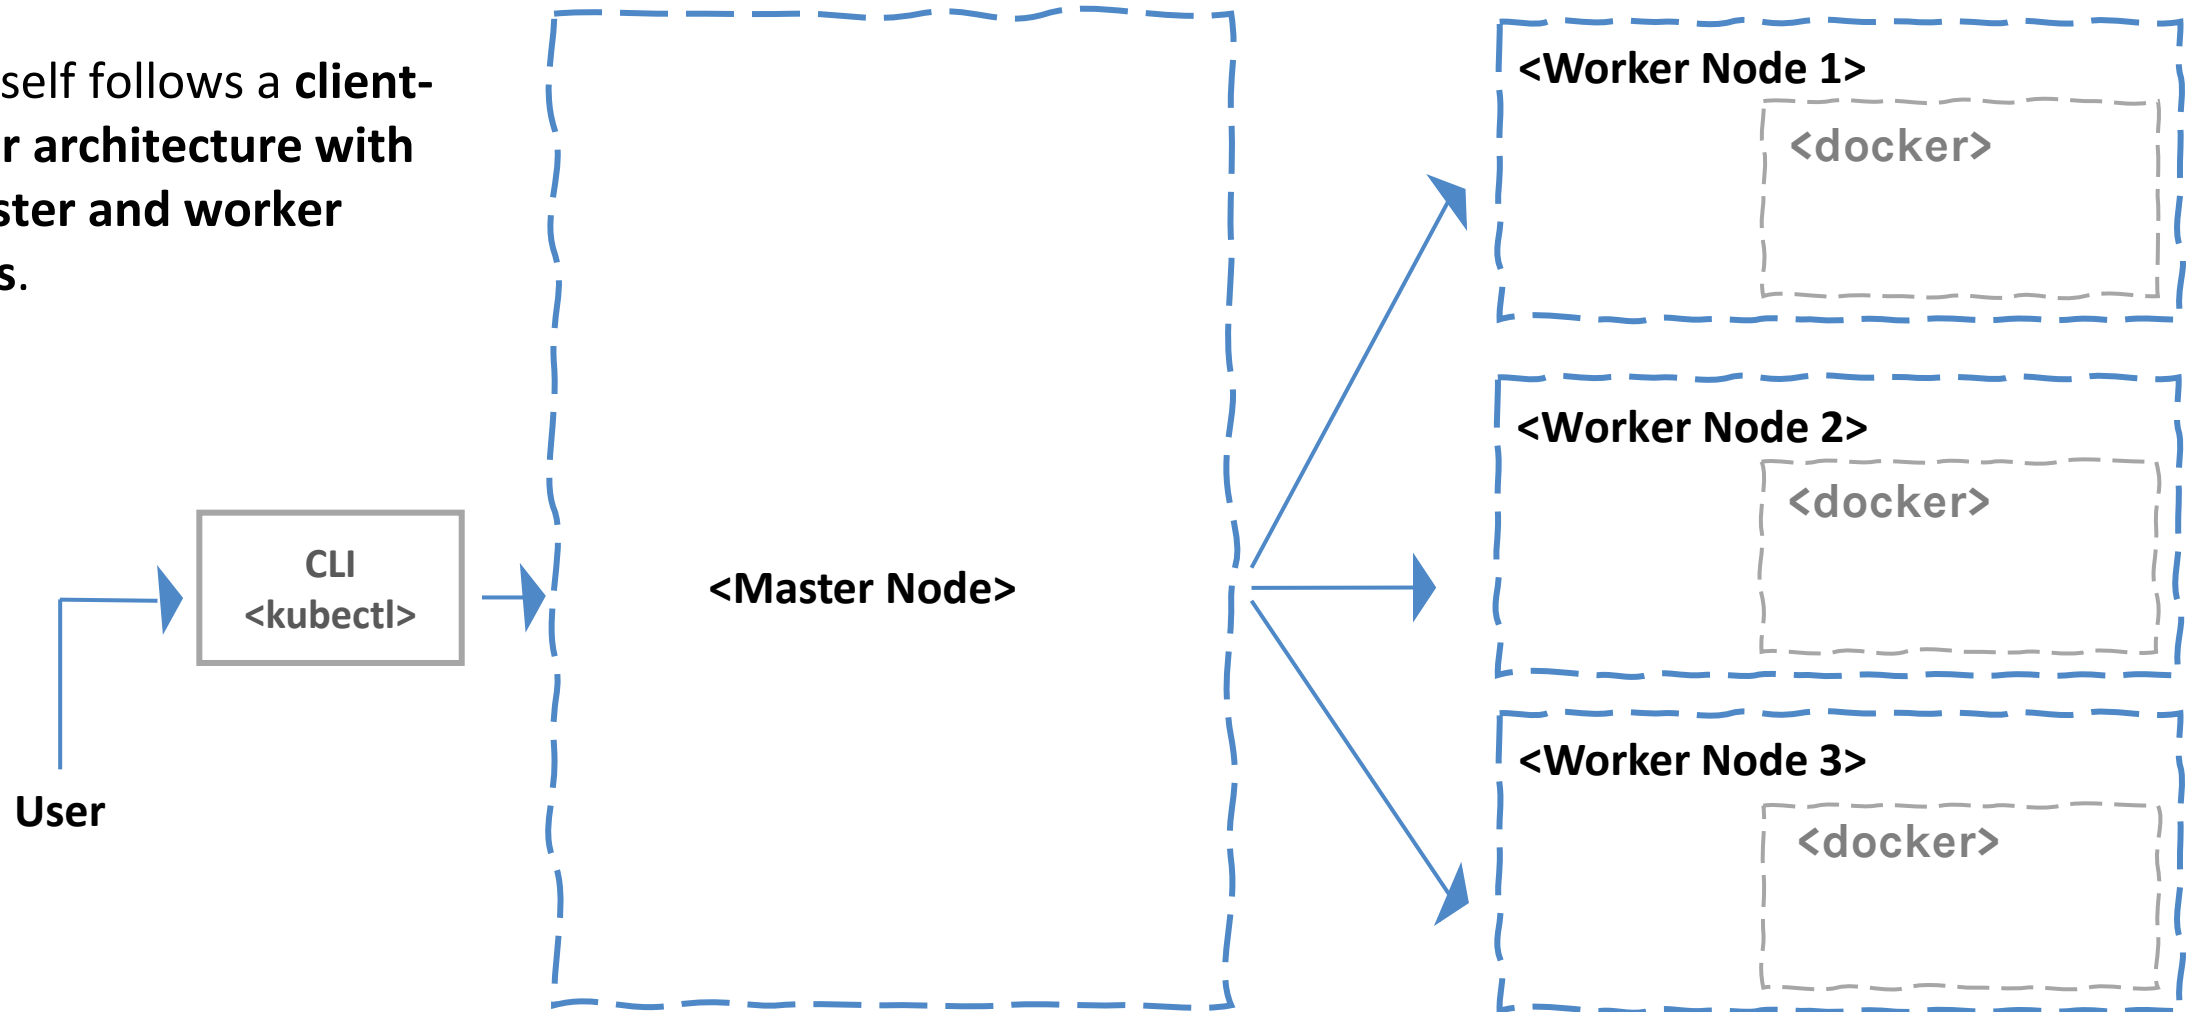 self follows a client-
r architecture with
ster and worker
s.
CLI
<kubectl>
User
<Master Node>
<Worker Node 1>
<docker>
<Worker Node 2>
<docker>
<Worker Node 3>
<docker>